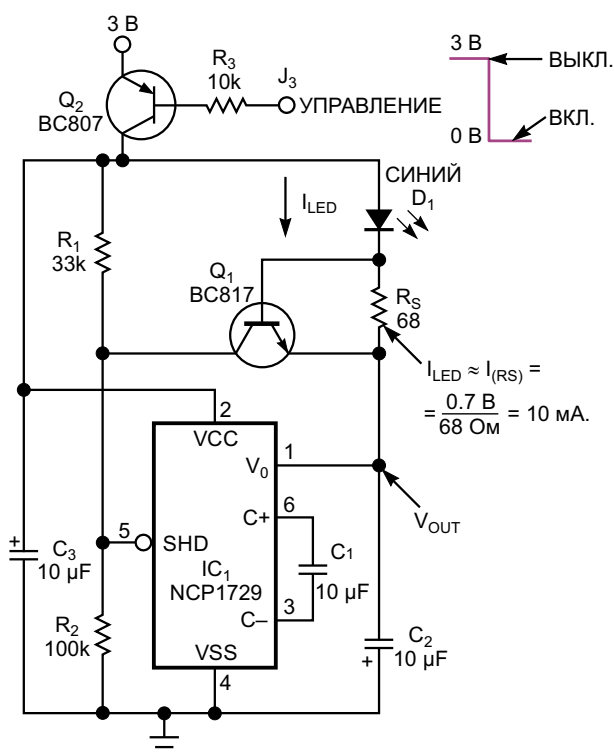 3 В
Q2
BC807
R3
10k
J3
УПРАВЛЕНИЕ
3 В
ВЫКЛ.
0 В
ВКЛ.
СИНИЙ
D1
ILED
R1
33k
Q1
BC817
RS
68
ILED ≈ I(RS) =
= 0.7 В / 68 Ом = 10 мА.
2
VCC
V0
1
VOUT
C+
6
5
SHD
IC1
NCP1729
C1
10 µF
C–
3
VSS
4
+
C3
10 µF
R2
100k
C2
10 µF
+